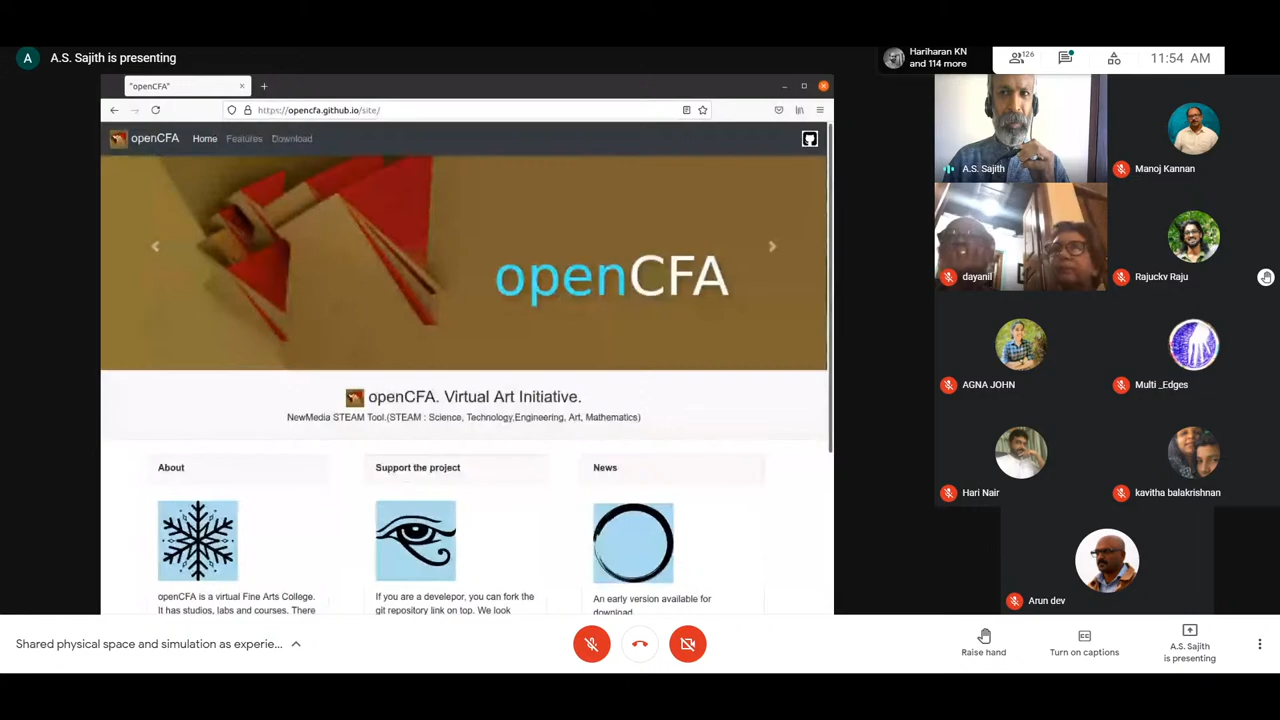 A
A.S. Sajith is presenting
Hariharan KN
and 114 more
126
11:54 AM
"openCFA"
https://opencfa.github.io/site/
openCFA Home Features Download
openCFA
openCFA. Virtual Art Initiative.
NewMedia STEAM Tool.(STEAM : Science, Technology,Engineering, Art, Mathematics)
About
Support the project
News
openCFA is a virtual Fine Arts College.
It has studios, labs and courses. There
If you are a develepor, you can fork the
git repository link on top. We look
An early version available for
download.
A.S. Sajith
Manoj Kannan
dayanil
Rajuckv Raju
AGNA JOHN
Multi _Edges
Hari Nair
kavitha balakrishnan
Arun dev
Shared physical space and simulation as experie...
Raise hand
Turn on captions
A.S. Sajith
is presenting